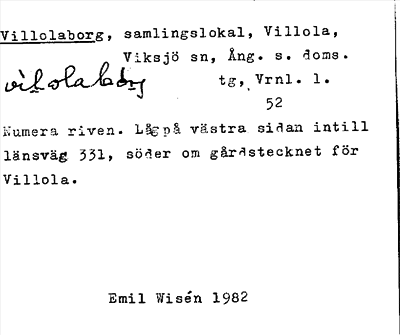 Villolaborg, samlingslokal, Villola,
Viksjö sn, Ång. s. doms.
vilolabörj tg, Vrnl. l.
52
Numera riven. Låg på västra sidan intill
länsväg 331, söder om gårdstecknet för
Villola.
Emil Wisén 1982